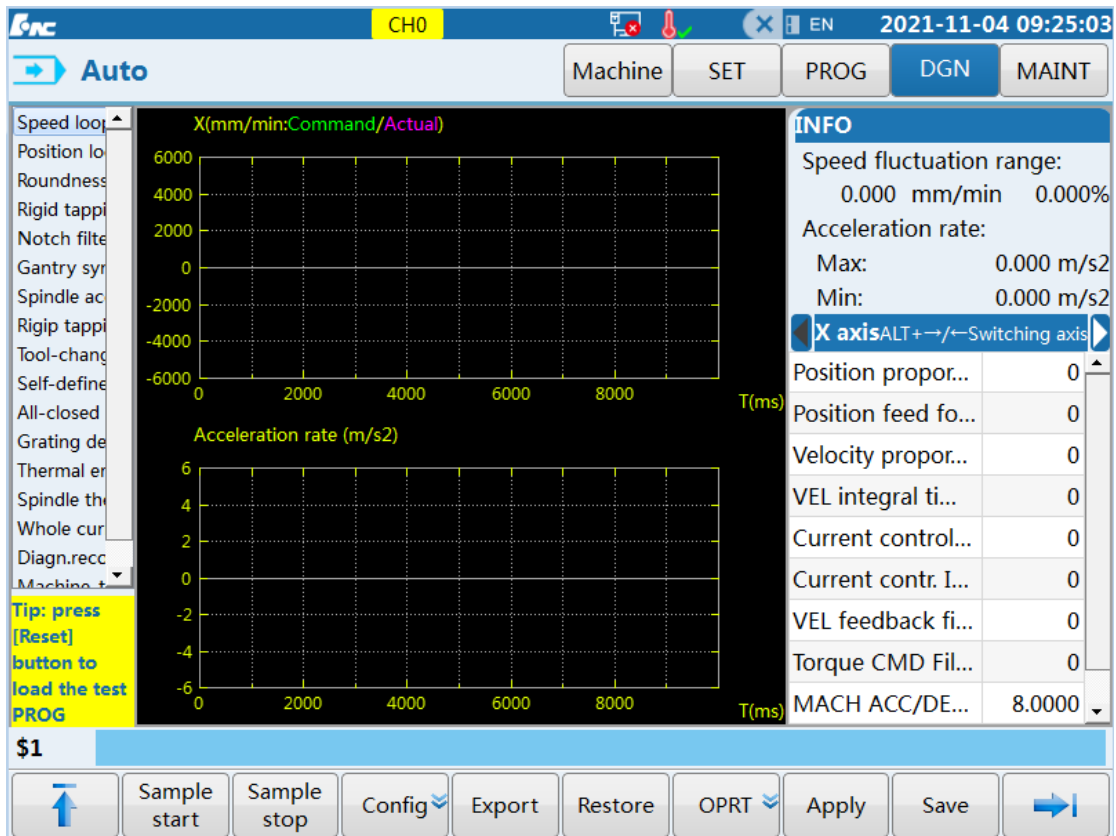 HNC
CH0
EN
2021-11-04 09:25:03
Auto
Machine
SET
PROG
DGN
MAINT
Speed loop
Position lo
Roundness
Rigid tappi
Notch filte
Gantry syn
Spindle ac
Rigip tappi
Tool-chang
Self-define
All-closed
Grating de
Thermal er
Spindle the
Whole cur
Diagn.reco
Machine t
Tip: press
[Reset]
button to
load the test
PROG
X(mm/min:Command/Actual)
6000
4000
2000
0
-2000
-4000
-6000
0 2000 4000 6000 8000 T(ms)
Acceleration rate (m/s2)
6
4
2
0
-2
-4
-6
0 2000 4000 6000 8000 T(ms)
INFO
Speed fluctuation range:
0.000 mm/min 0.000%
Acceleration rate:
Max: 0.000 m/s2
Min: 0.000 m/s2
X axisALT+→/←Switching axis
Position propor... 0
Position feed fo... 0
Velocity propor... 0
VEL integral ti... 0
Current control... 0
Current contr. I... 0
VEL feedback fi... 0
Torque CMD Fil... 0
MACH ACC/DE... 8.0000
$1
Sample
start
Sample
stop
Config
Export
Restore
OPRT
Apply
Save